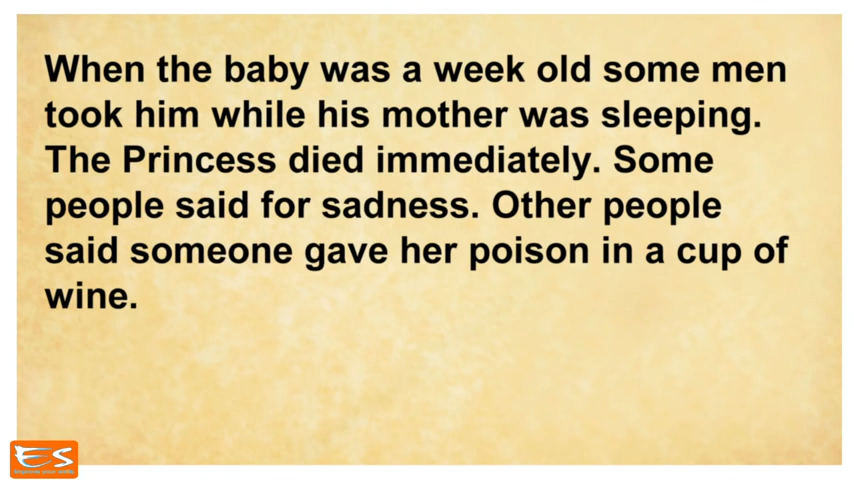 When the baby was a week old some men
took him while his mother was sleeping.
The Princess died immediately. Some
people said for sadness. Other people
said someone gave her poison in a cup of
wine.
ES